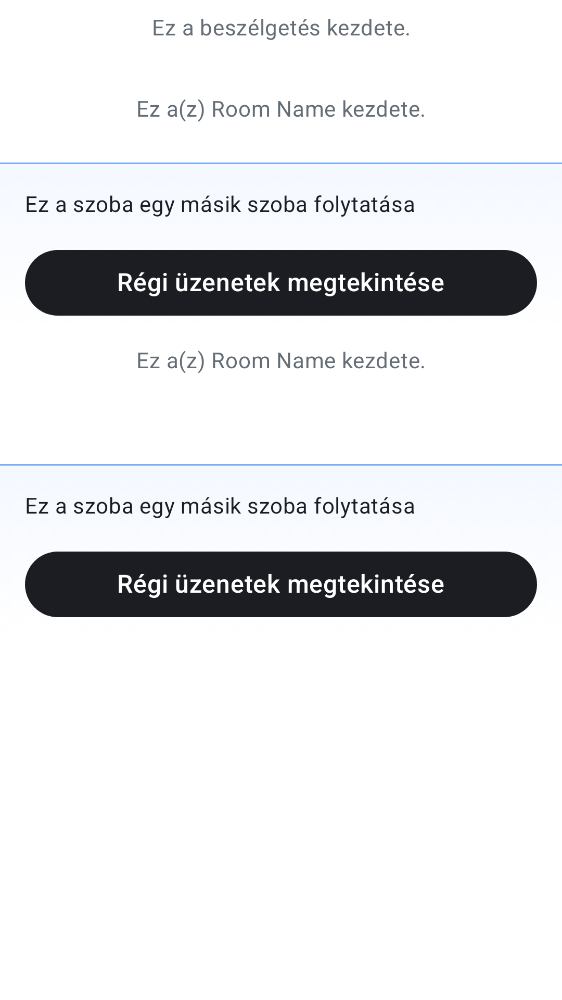 Ez a beszélgetés kezdete.
Ez a(z) Room Name kezdete.
Ez a szoba egy másik szoba folytatása
Régi üzenetek megtekintése
Ez a(z) Room Name kezdete.
Ez a szoba egy másik szoba folytatása
Régi üzenetek megtekintése